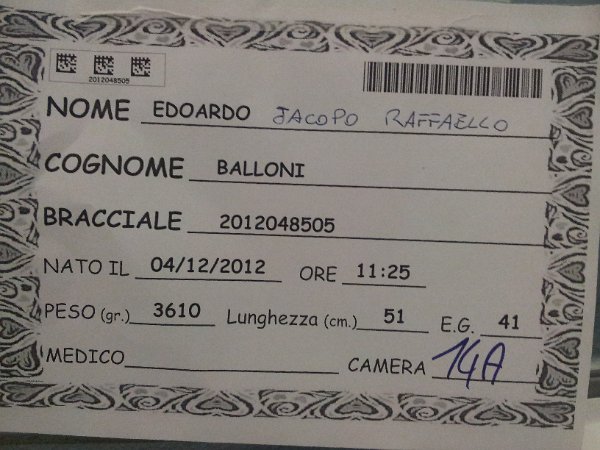 2012048505
NOME EDOARDO JACOPO RAFFAELLO
COGNOME BALLONI
BRACCIALE 2012048505
NATO IL 04/12/2012 ORE 11:25
PESO (gr.) 3610 Lunghezza (cm.) 51 E.G. 41
MEDICO CAMERA 14A